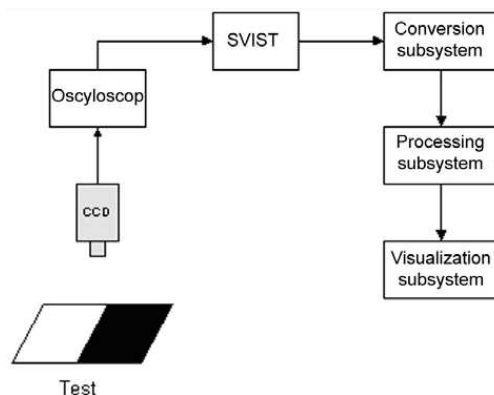 SVIST
Conversion
subsystem
Oscyloscop
Processing
subsystem
CCD
Visualization
subsystem
Test